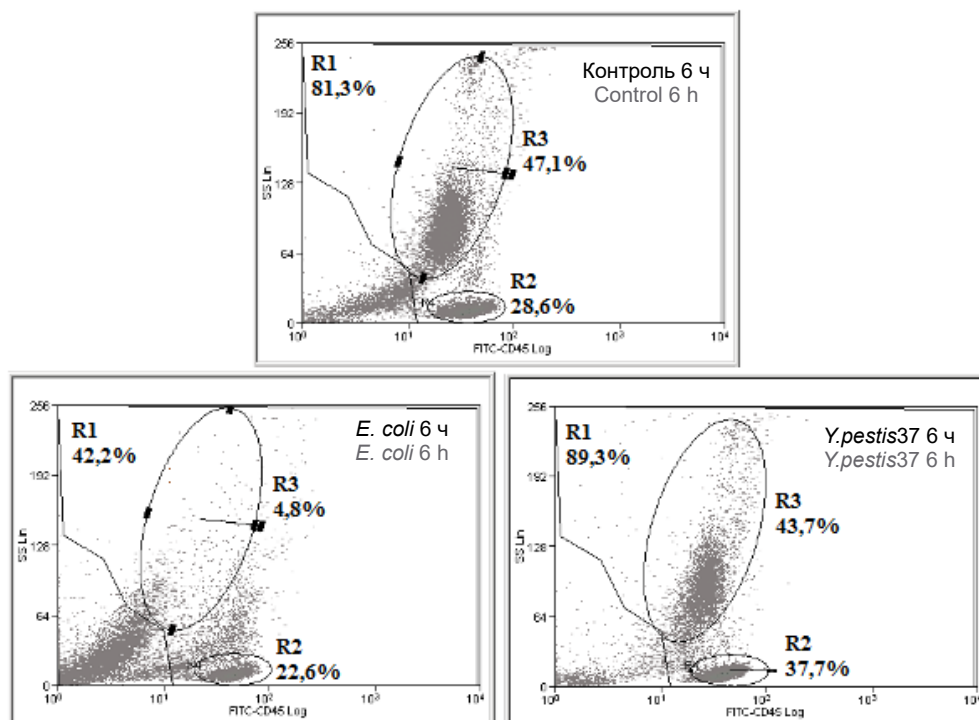 256
192
128
64
0
SS Lin
R1
81,3%
Контроль 6 ч
Control 6 h
R3
47,1%
R2
28,6%
10⁰
10¹
10²
10³
10⁴
FITC-CD45 Log
256
192
128
64
0
SS Lin
R1
42,2%
E. coli 6 ч
E. coli 6 h
R3
4,8%
R2
22,6%
10⁰
10¹
10²
10³
10⁴
FITC-CD45 Log
256
192
128
64
0
SS Lin
R1
89,3%
Y.pestis37 6 ч
Y.pestis37 6 h
R3
43,7%
R2
37,7%
10⁰
10¹
10²
10³
10⁴
FITC-CD45 Log